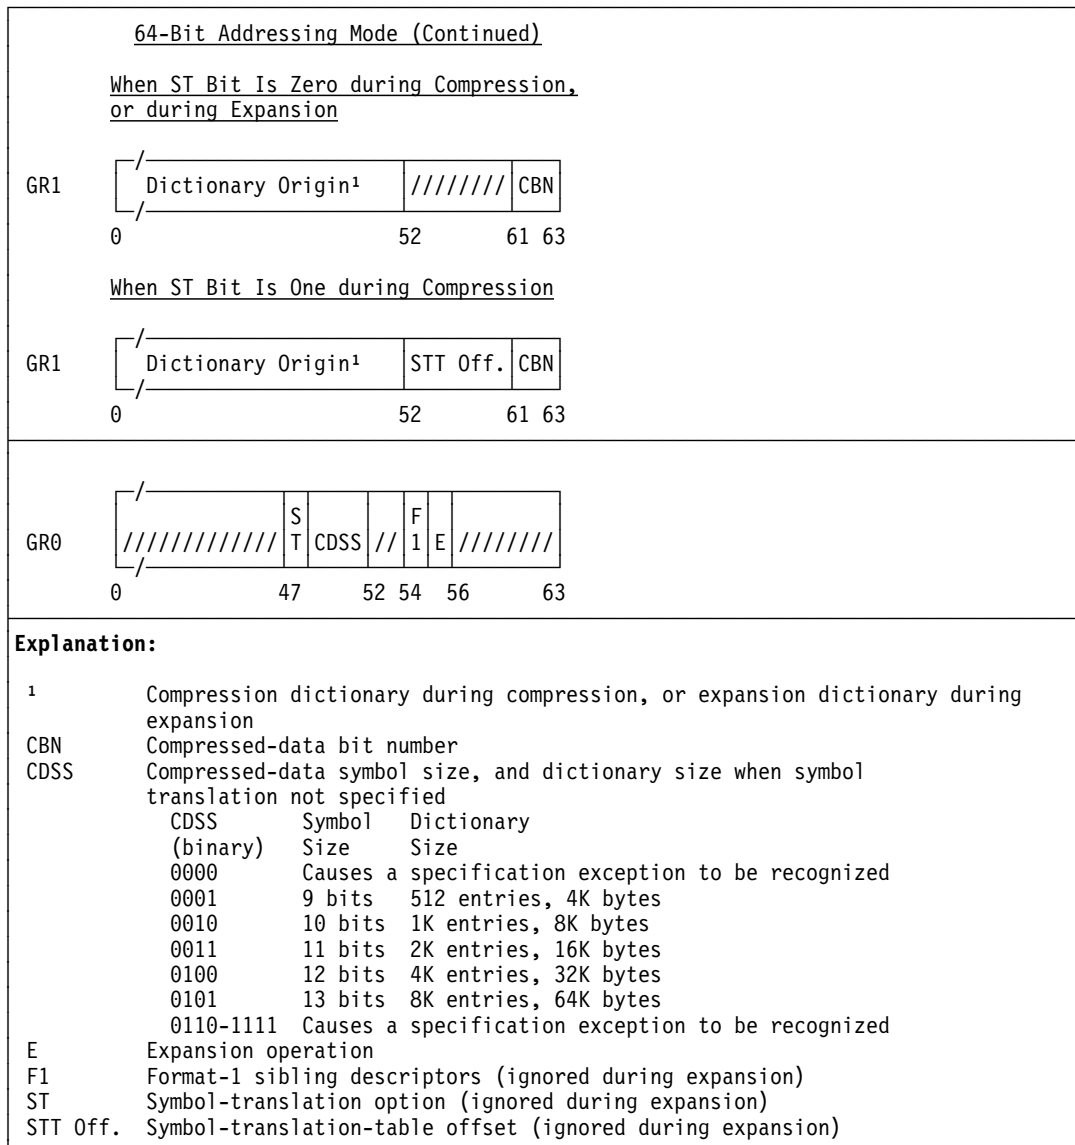 64-Bit Addressing Mode (Continued)
When ST Bit Is Zero during Compression,
or during Expansion
GR1 Dictionary Origin¹ //////// CBN
0 52 61 63
When ST Bit Is One during Compression
GR1 Dictionary Origin¹ STT Off. CBN
0 52 61 63
S F
GR0 ///////////// T CDSS // 1 E ////////
0 47 52 54 56 63
Explanation:
¹ Compression dictionary during compression, or expansion dictionary during
expansion
CBN Compressed-data bit number
CDSS Compressed-data symbol size, and dictionary size when symbol
translation not specified
CDSS Symbol Dictionary
(binary) Size Size
0000 Causes a specification exception to be recognized
0001 9 bits 512 entries, 4K bytes
0010 10 bits 1K entries, 8K bytes
0011 11 bits 2K entries, 16K bytes
0100 12 bits 4K entries, 32K bytes
0101 13 bits 8K entries, 64K bytes
0110-1111 Causes a specification exception to be recognized
E Expansion operation
F1 Format-1 sibling descriptors (ignored during expansion)
ST Symbol-translation option (ignored during expansion)
STT Off. Symbol-translation-table offset (ignored during expansion)